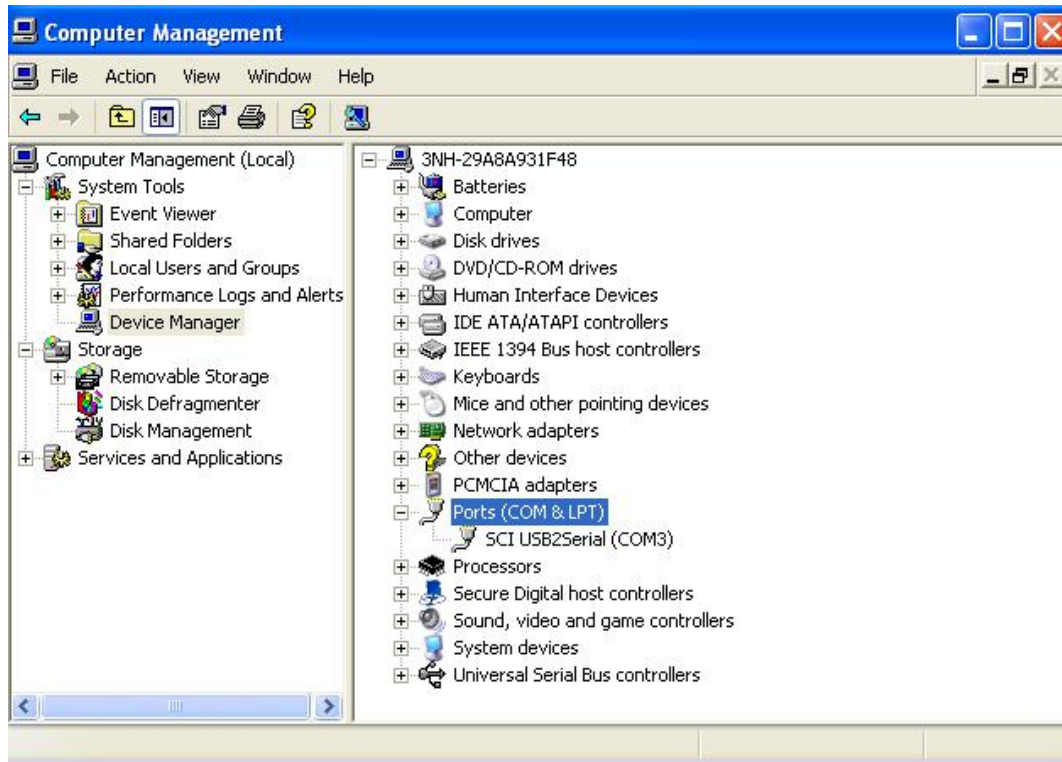 Computer Management
File Action View Window Help
Computer Management (Local)
System Tools
Event Viewer
Shared Folders
Local Users and Groups
Performance Logs and Alerts
Device Manager
Storage
Removable Storage
Disk Defragmenter
Disk Management
Services and Applications
3NH-29A8A931F48
Batteries
Computer
Disk drives
DVD/CD-ROM drives
Human Interface Devices
IDE ATA/ATAPI controllers
IEEE 1394 Bus host controllers
Keyboards
Mice and other pointing devices
Network adapters
Other devices
PCMCIA adapters
Ports (COM & LPT)
SCI USB2Serial (COM3)
Processors
Secure Digital host controllers
Sound, video and game controllers
System devices
Universal Serial Bus controllers